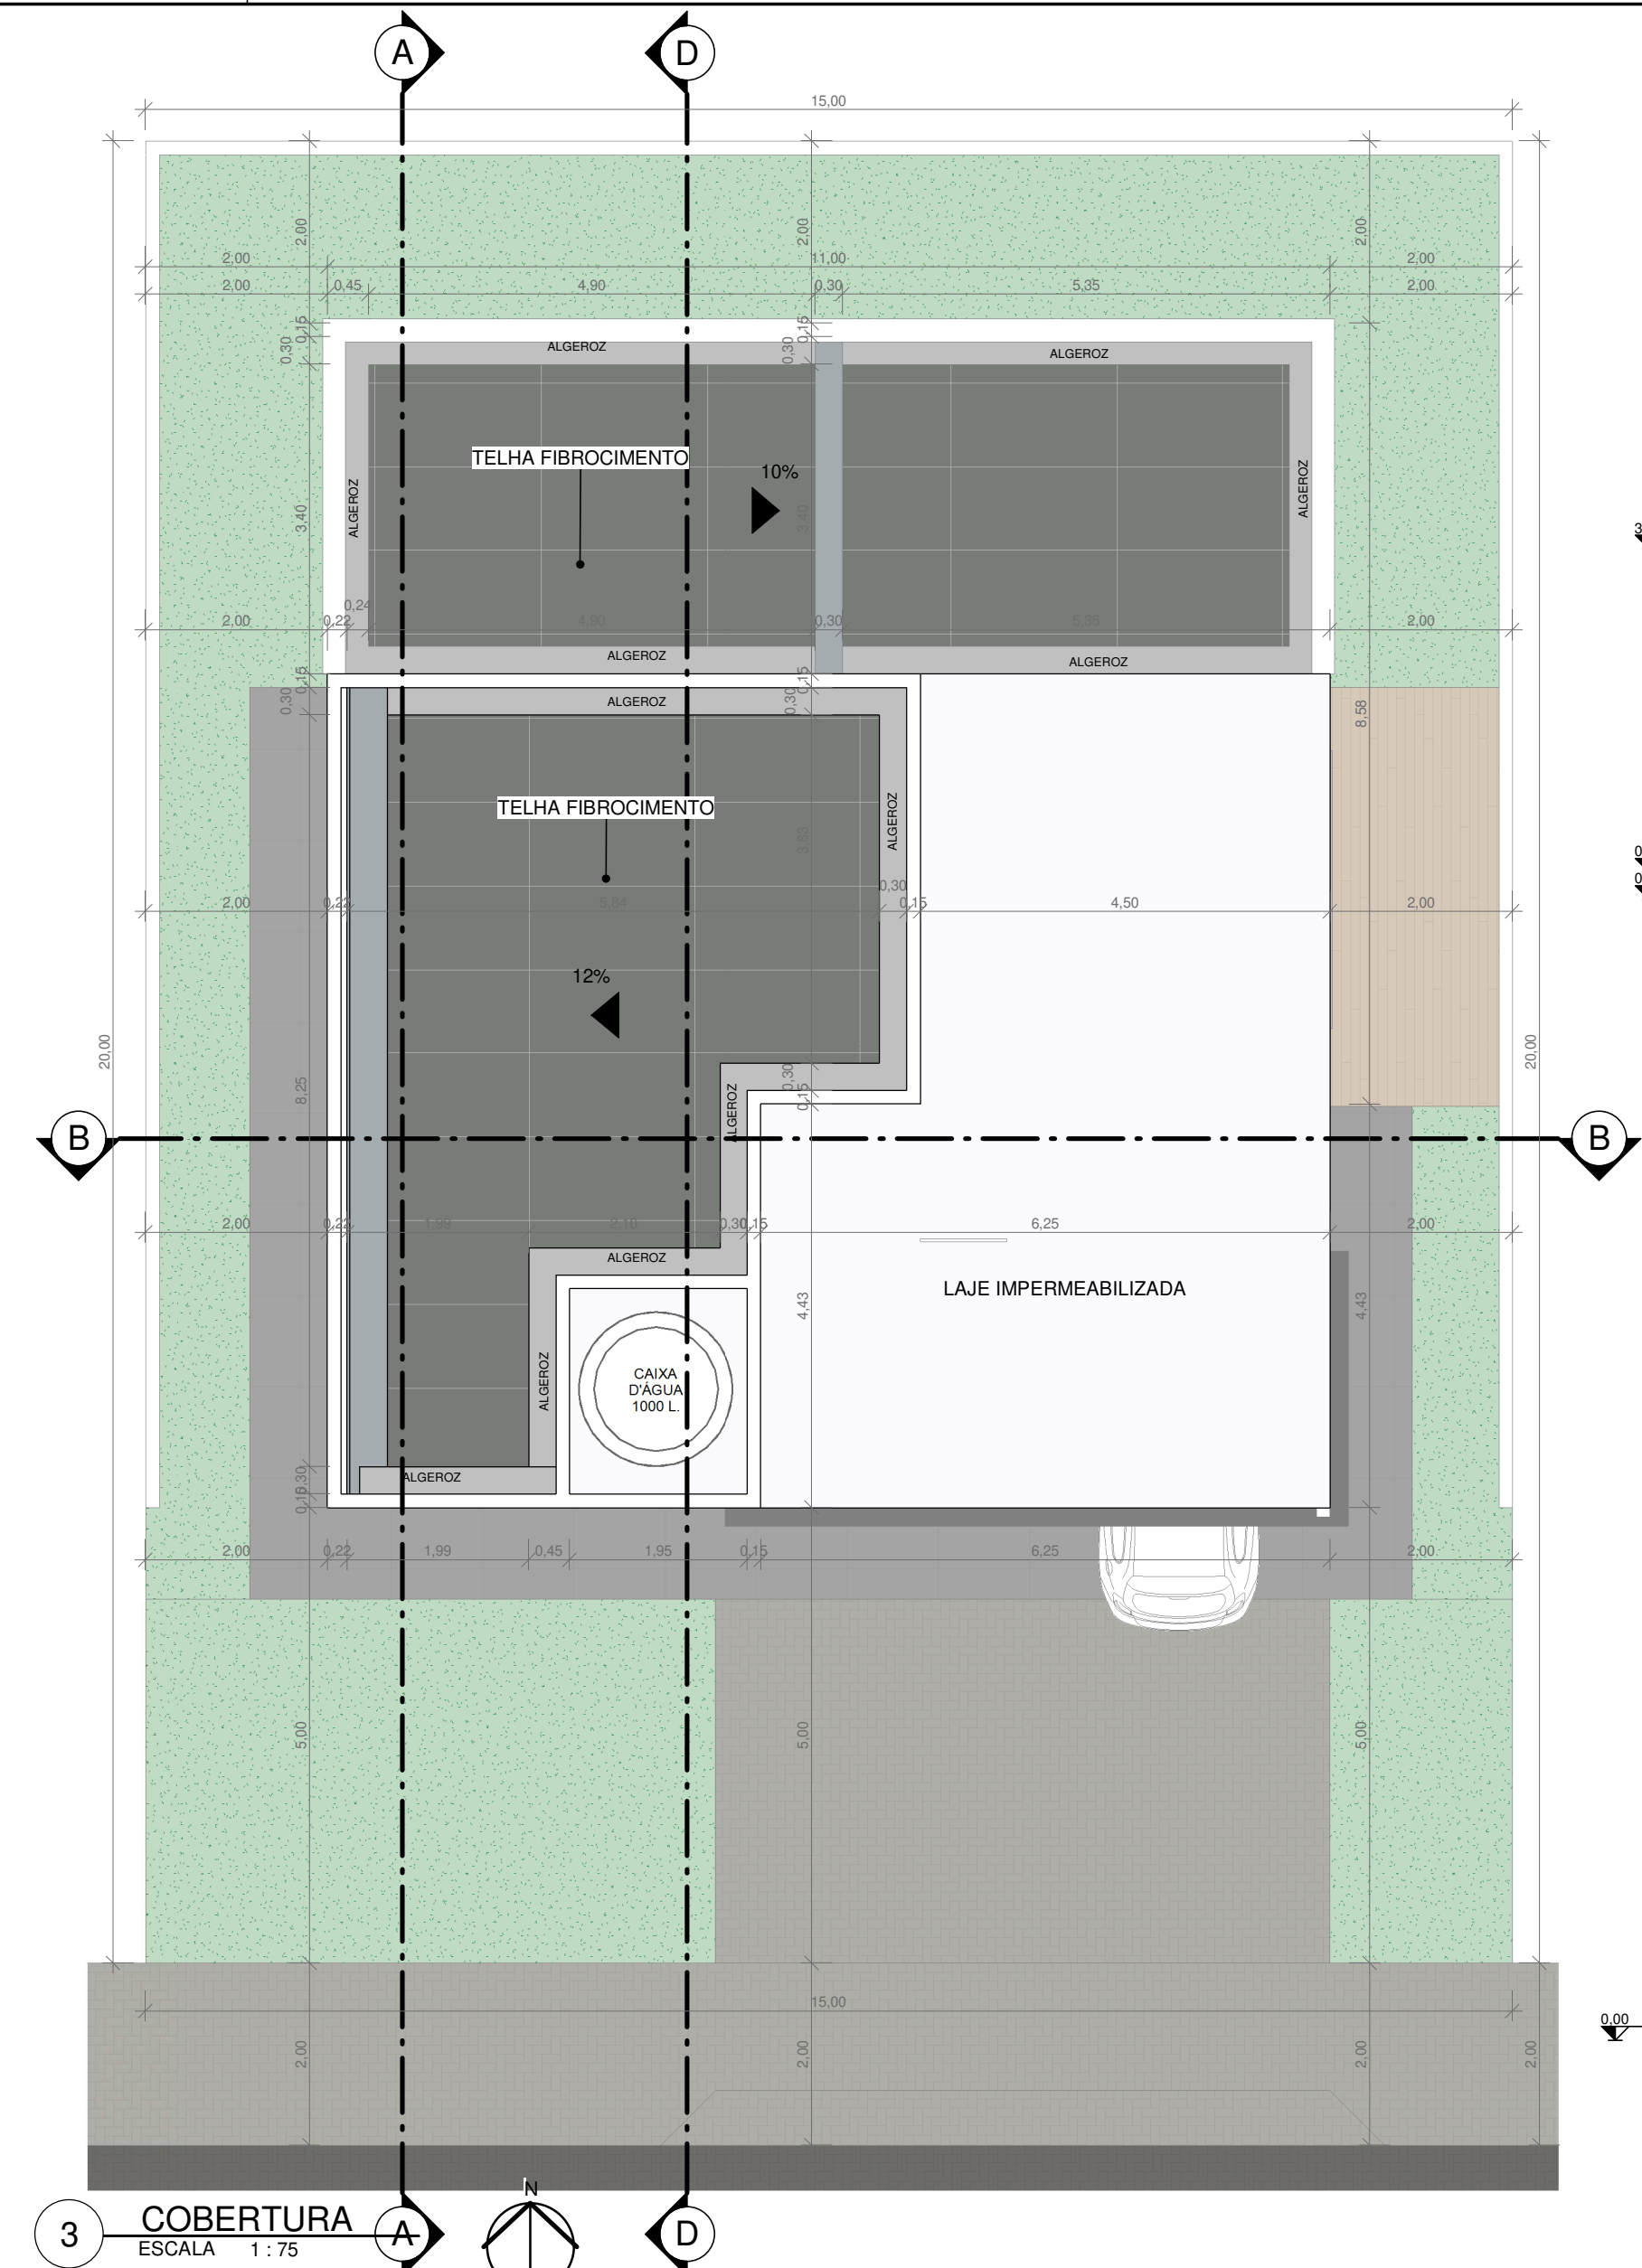 A
D
15,00
2,00
2,00
2,00
2,00
11,00
2,00
2,00
0,45
4,90
0,30
5,35
2,00
0,15
0,15
0,30
ALGEROZ
0,30
ALGEROZ
TELHA FIBROCIMENTO
10%
ALGEROZ
ALGEROZ
3,40
3,40
0,24
2,00
0,22
4,90
0,30
5,35
2,00
ALGEROZ
ALGEROZ
0,15
0,15
0,30
ALGEROZ
0,30
8,58
TELHA FIBROCIMENTO
ALGEROZ
3,83
0,30
2,00
0,22
5,84
0,15
4,50
2,00
12%
20,00
20,00
8,25
0,30
0,15
ALGEROZ
B
B
2,00
0,22
1,99
2,10
0,30
0,15
6,25
2,00
ALGEROZ
LAJE IMPERMEABILIZADA
4,43
4,43
ALGEROZ
CAIXA
D'ÁGUA
1000 L.
0,30
ALGEROZ
0,15
2,00
0,22
1,99
0,45
1,95
0,15
6,25
2,00
5,00
5,00
5,00
15,00
0,00
2,00
2,00
2,00
2,00
N
3
COBERTURA
A
D
ESCALA 1 : 75